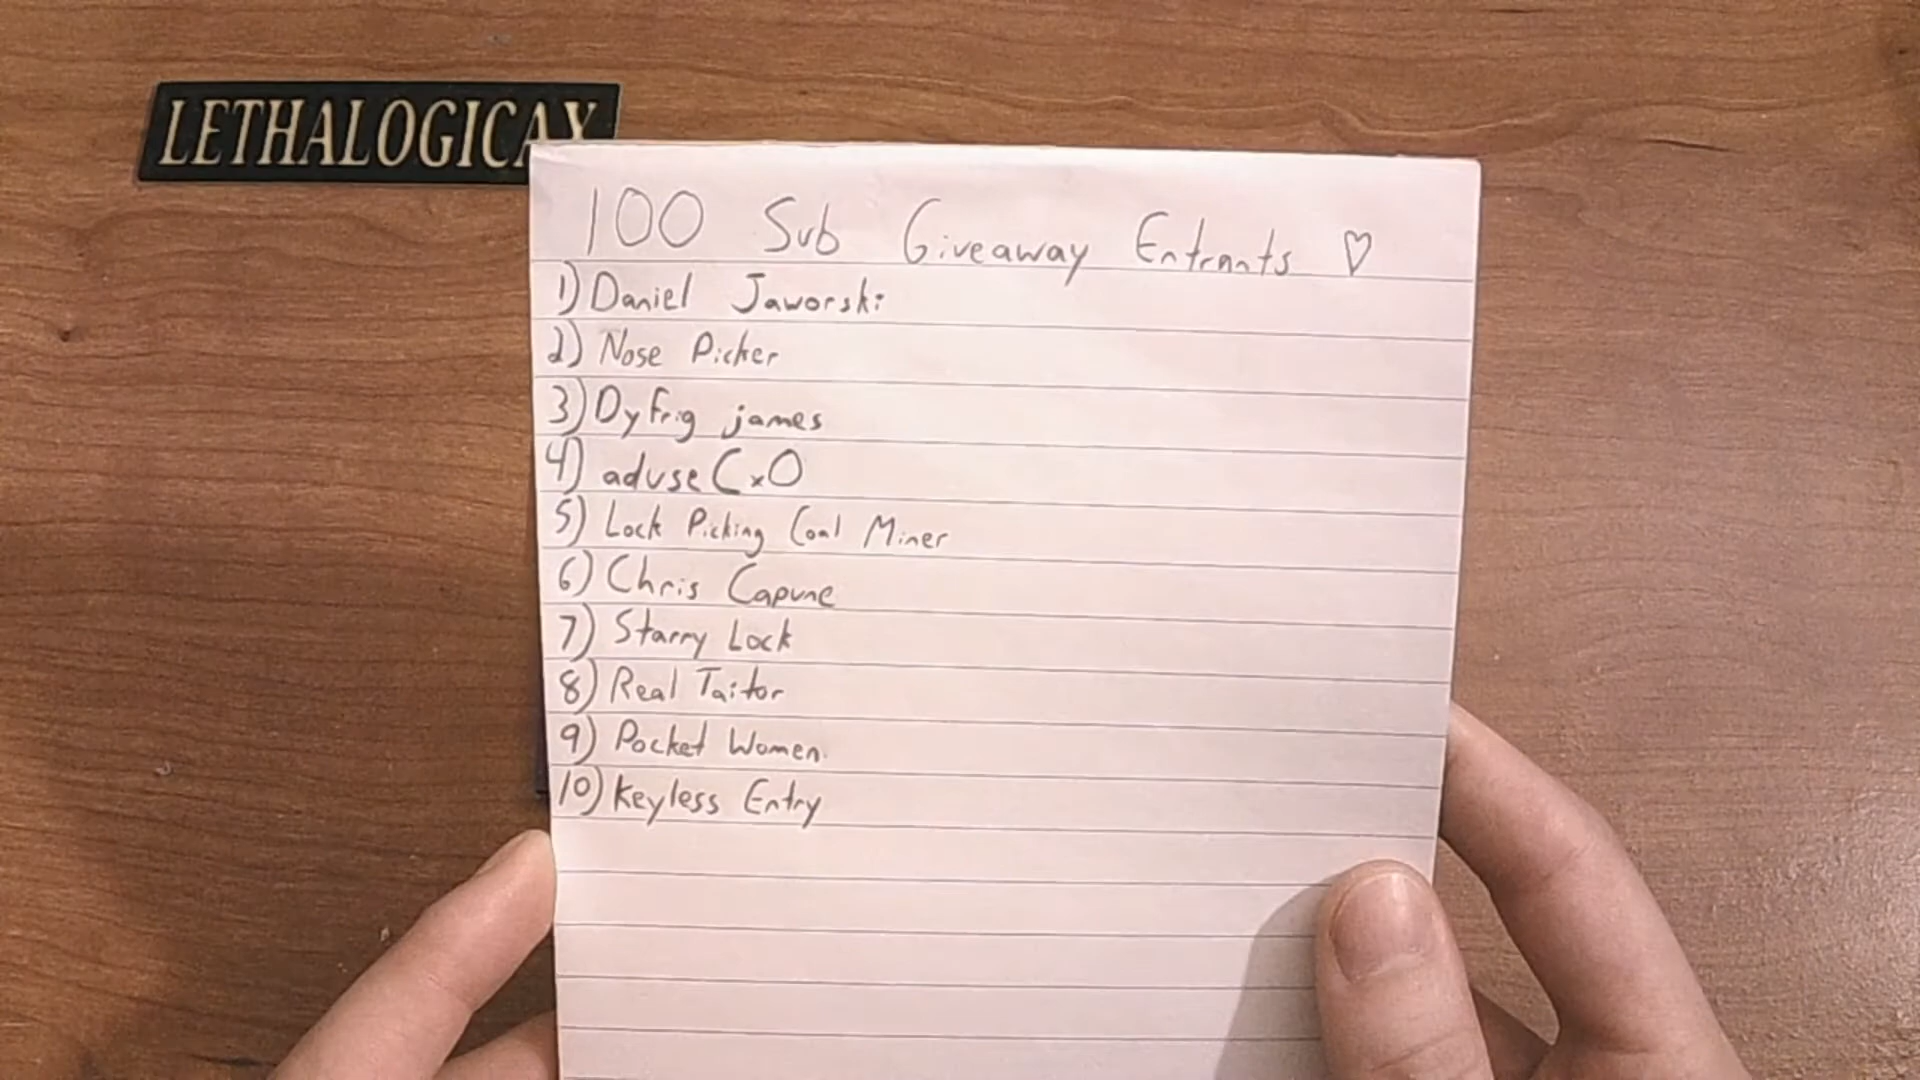 LETHALOGICAX
100 Sub Giveaway Entrants ♡
1) Daniel Jaworski
2) Nose Picker
3) Dyfrig james
4) aduseCxO
5) Lock Picking Coal Miner
6) Chris Capune
7) Starry Lock
8) Real Taitor
9) Pocket Women.
10) Keyless Entry